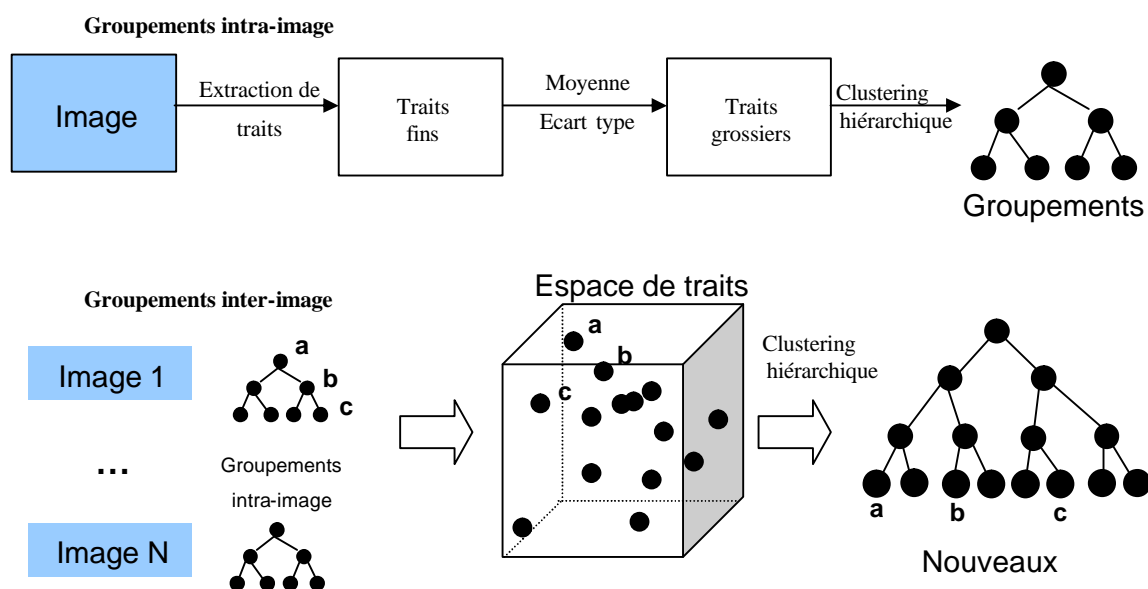 Groupements intra-image
Image
Extraction de
traits
Traits
fins
Moyenne
Ecart type
Traits
grossiers
Clustering
hiérarchique
Groupements
Groupements inter-image
Image 1
a
b
c
...
Groupements
intra-image
Image N
Espace de traits
a
b
c
Clustering
hiérarchique
a
b
c
Nouveaux